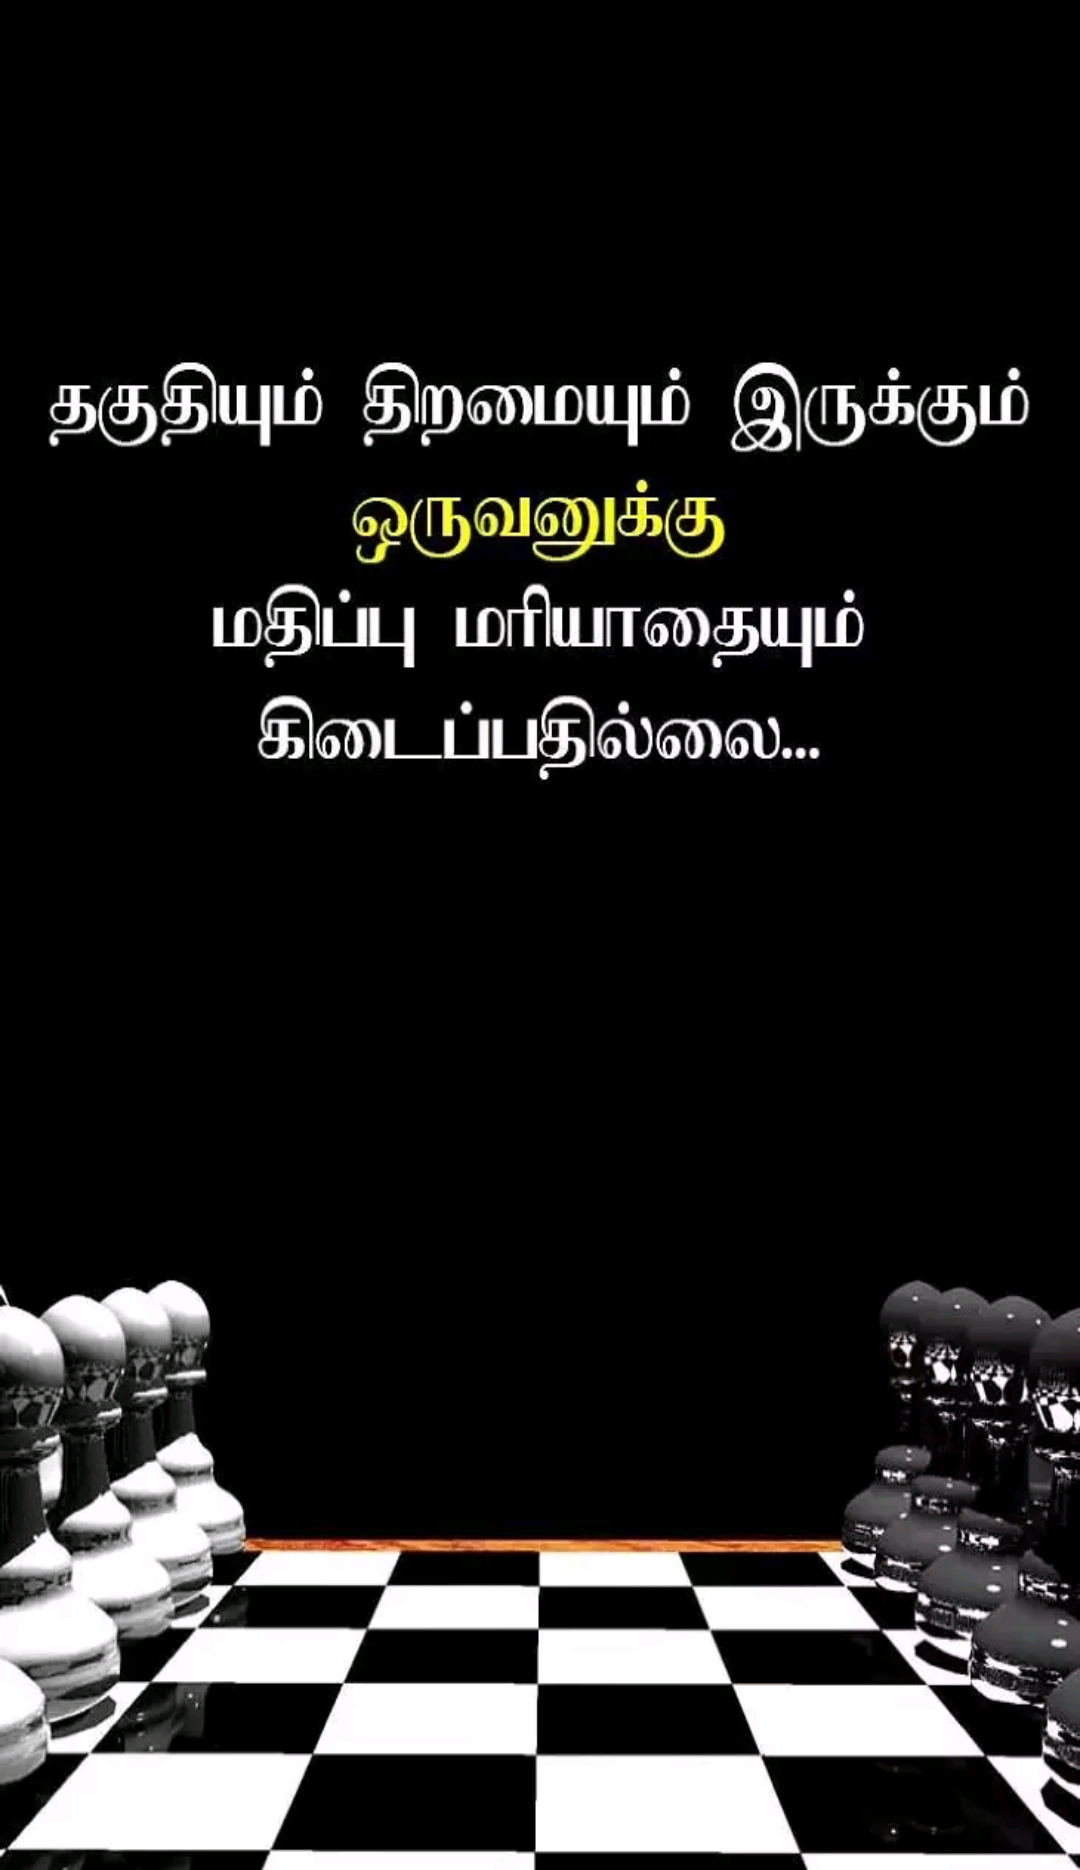 தகுதியும் திறமையும் இருக்கும்
ஒருவனுக்கு
மதிப்பு மரியாதையும்
கிடைப்பதில்லை...